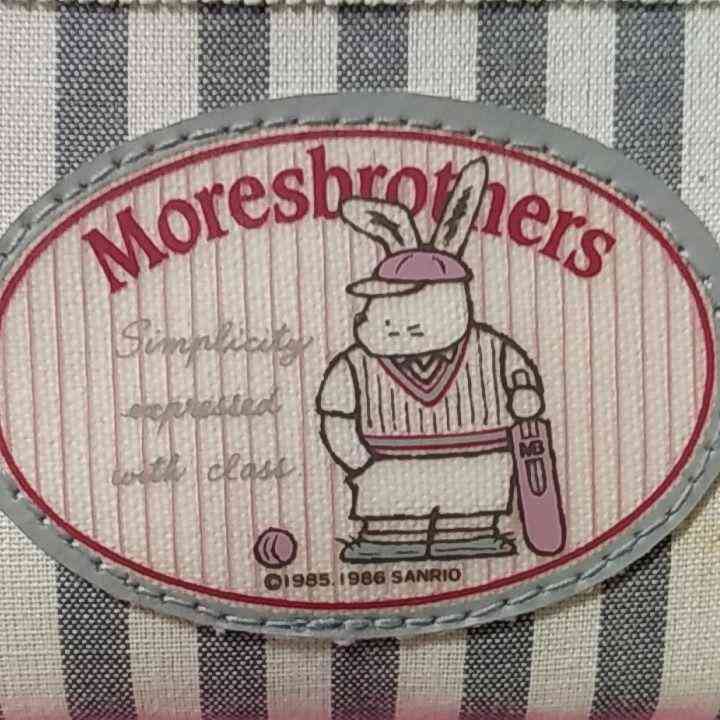 Moresbrothers
Simplicity
expressed
with class.
MB
©1985.1986 SANRIO